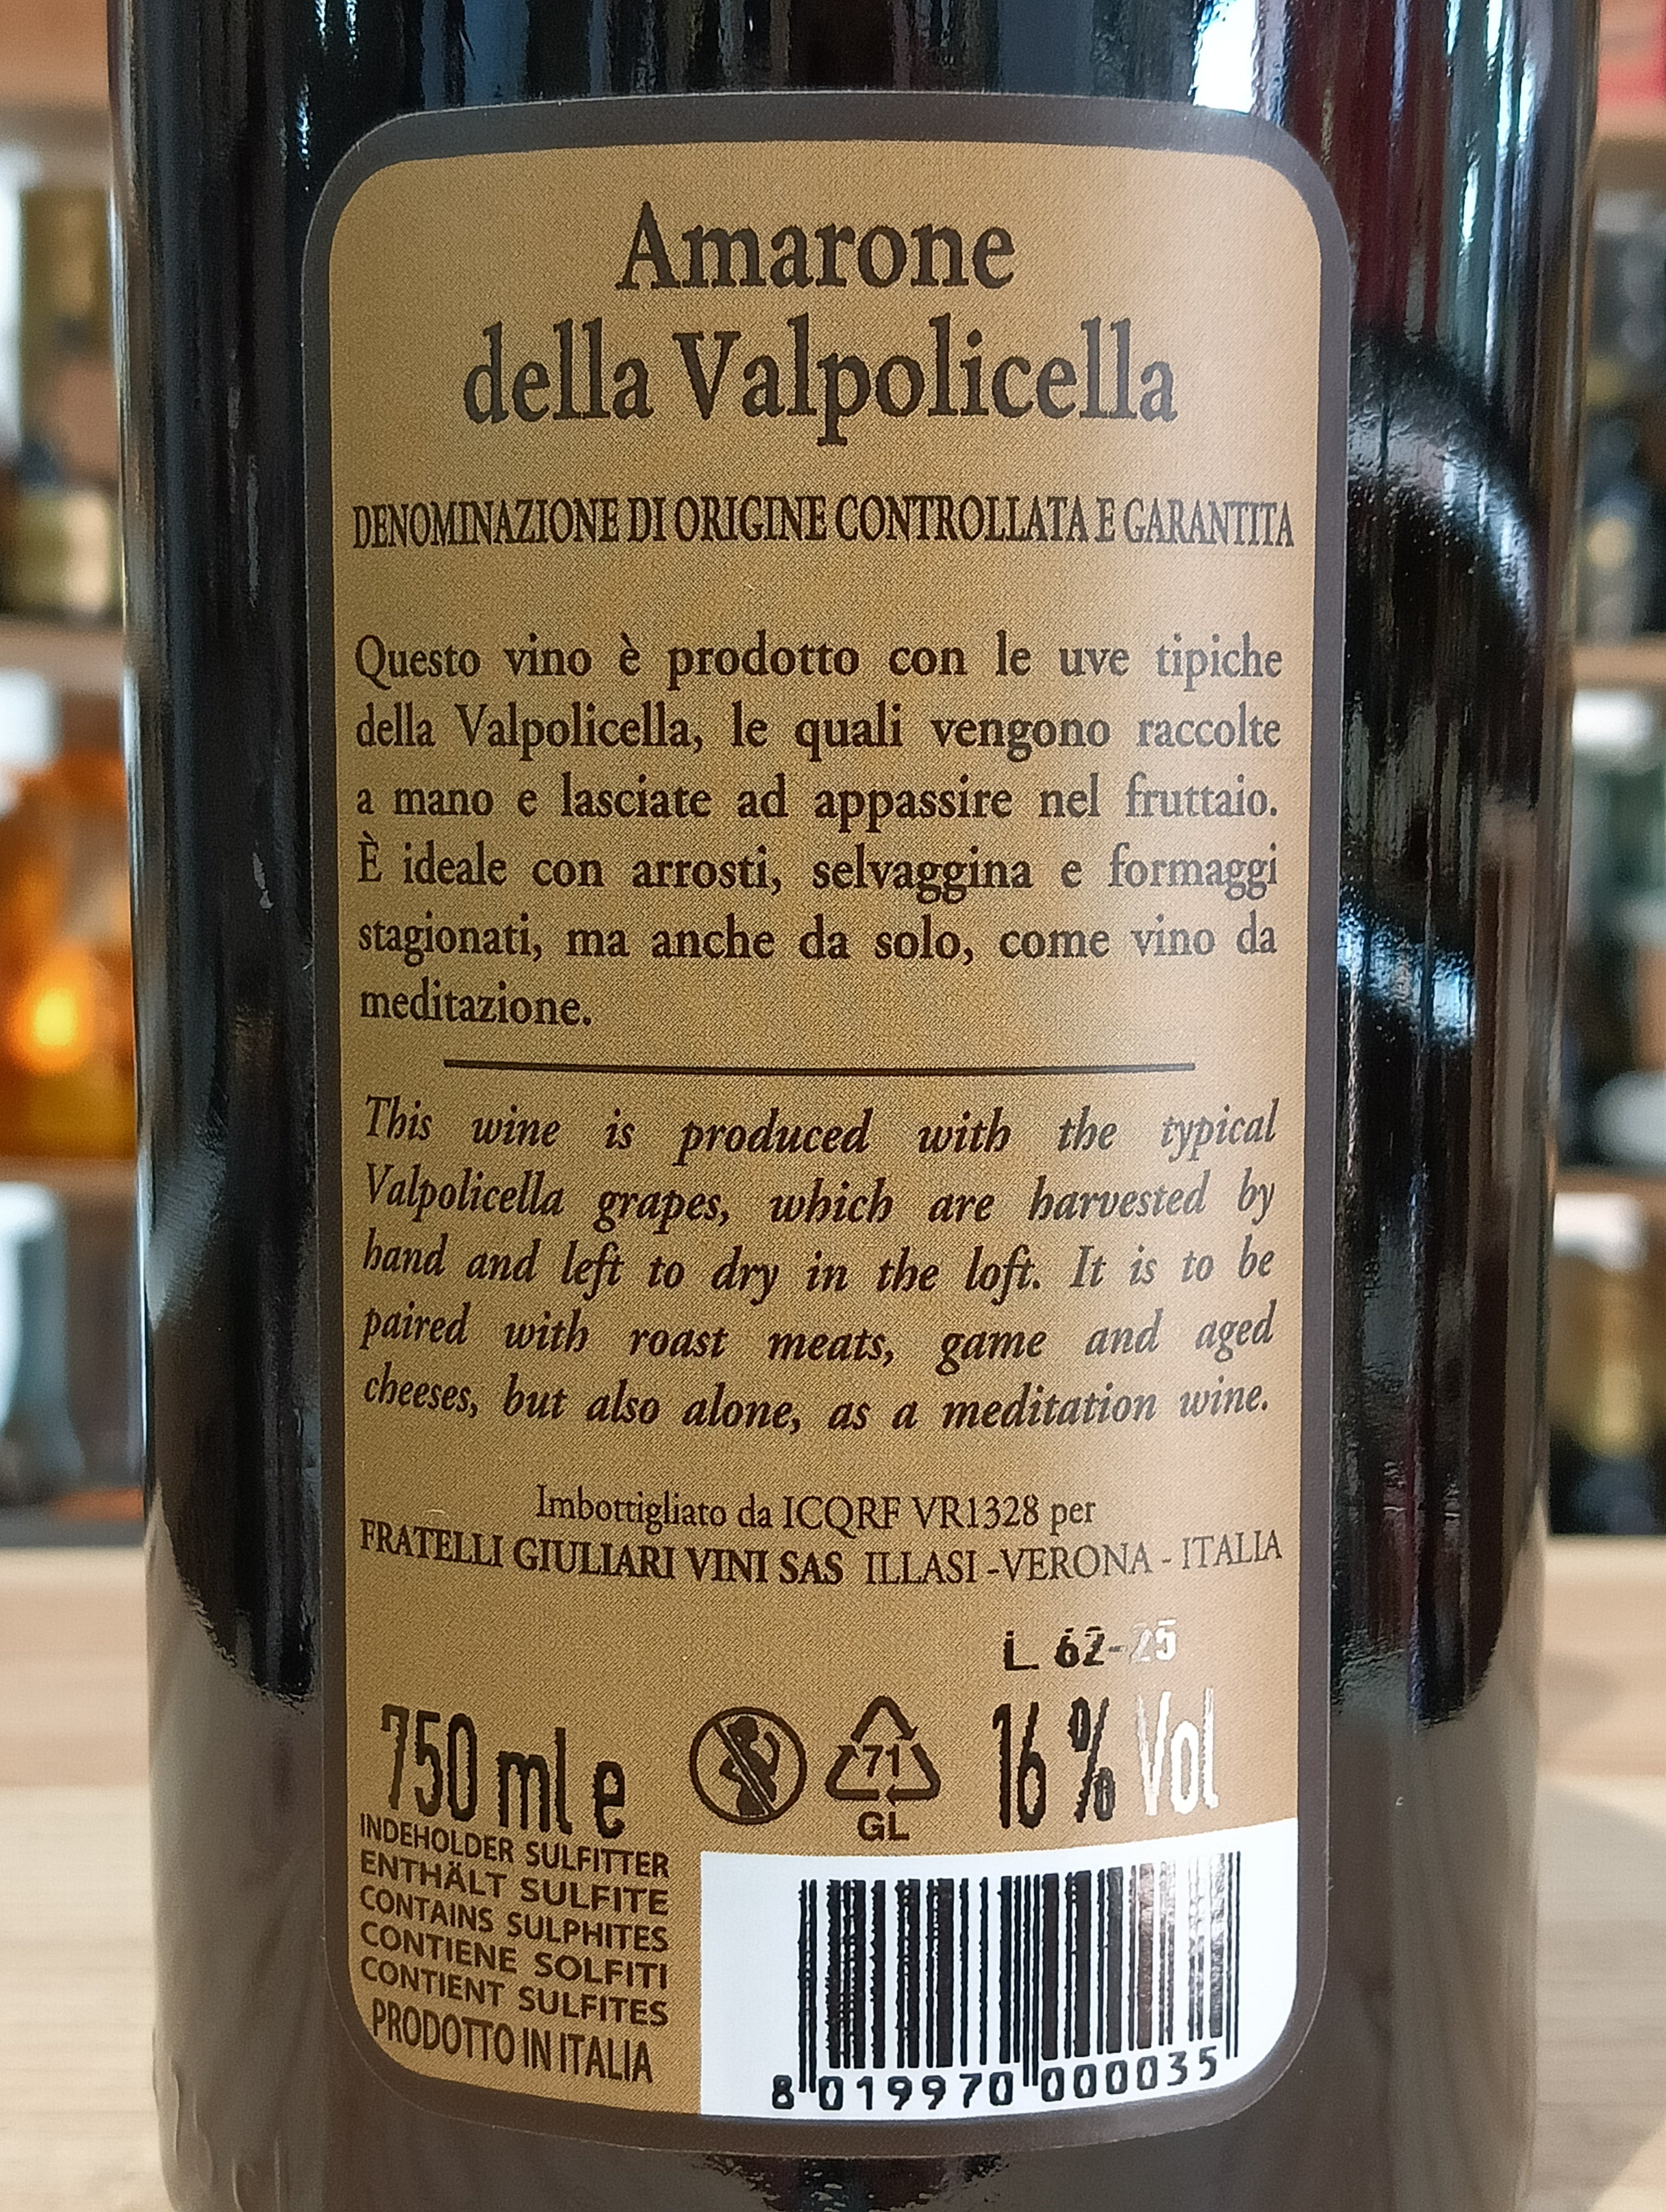 Amarone
della Valpolicella
DENOMINAZIONE DI ORIGINE CONTROLLATA E GARANTITA
Questo vino è prodotto con le uve tipiche
della Valpolicella, le quali vengono raccolte
a mano e lasciate ad appassire nel fruttaio.
È ideale con arrosti, selvaggina e formaggi
stagionati, ma anche da solo, come vino da
meditazione.
This wine is produced with the typical
Valpolicella grapes, which are harvested by
hand and left to dry in the loft. It is to be
paired with roast meats, game and aged
cheeses, but also alone, as a meditation wine.
Imbottigliato da ICQRF VR1328 per
FRATELLI GIULIARI VINI SAS ILLASI -VERONA - ITALIA
L. 62-25
750 ml e
71
GL
16 % Vol
INDEHOLDER SULFITTER
ENTHÄLT SULFITE
CONTAINS SULPHITES
CONTIENE SOLFITI
CONTIENT SULFITES
PRODOTTO IN ITALIA
8 019970 000035